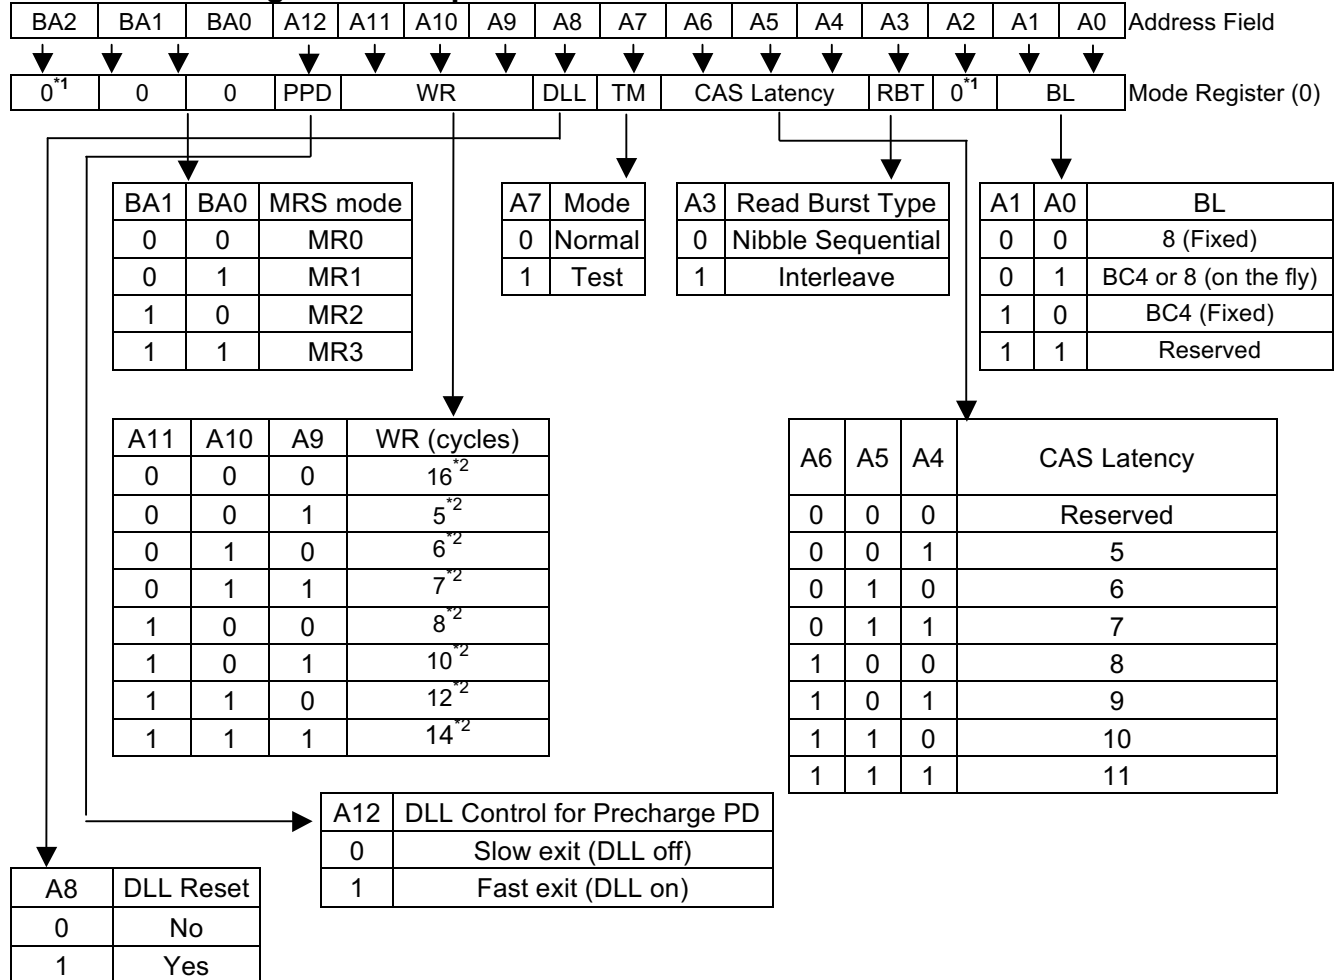 BA2 BA1 BA0 A12 A11 A10 A9 A8 A7 A6 A5 A4 A3 A2 A1 A0 Address Field
0*1 0 0 PPD WR DLL TM CAS Latency RBT 0*1 BL Mode Register (0)
BA1 BA0 MRS mode
0 0 MR0
0 1 MR1
1 0 MR2
1 1 MR3
A7 Mode
0 Normal
1 Test
A3 Read Burst Type
0 Nibble Sequential
1 Interleave
A1 A0 BL
0 0 8 (Fixed)
0 1 BC4 or 8 (on the fly)
1 0 BC4 (Fixed)
1 1 Reserved
A11 A10 A9 WR (cycles)
0 0 0 16*2
0 0 1 5*2
0 1 0 6*2
0 1 1 7*2
1 0 0 8*2
1 0 1 10*2
1 1 0 12*2
1 1 1 14*2
A6 A5 A4 CAS Latency
0 0 0 Reserved
0 0 1 5
0 1 0 6
0 1 1 7
1 0 0 8
1 0 1 9
1 1 0 10
1 1 1 11
A12 DLL Control for Precharge PD
0 Slow exit (DLL off)
1 Fast exit (DLL on)
A8 DLL Reset
0 No
1 Yes